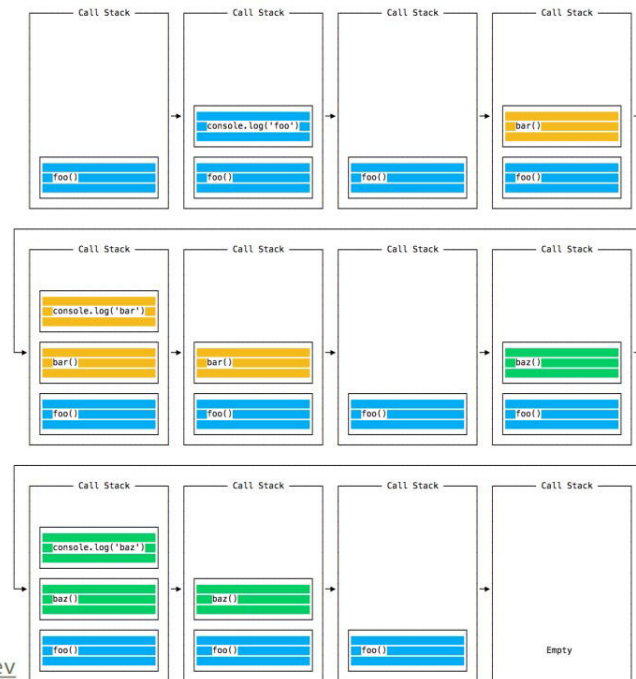 Call Stack
foo()
Call Stack
console.log('foo')
foo()
Call Stack
foo()
Call Stack
bar()
foo()
Call Stack
console.log('bar')
bar()
foo()
Call Stack
bar()
foo()
Call Stack
foo()
Call Stack
baz()
foo()
Call Stack
console.log('baz')
baz()
foo()
Call Stack
baz()
foo()
Call Stack
foo()
Call Stack
Empty
ev